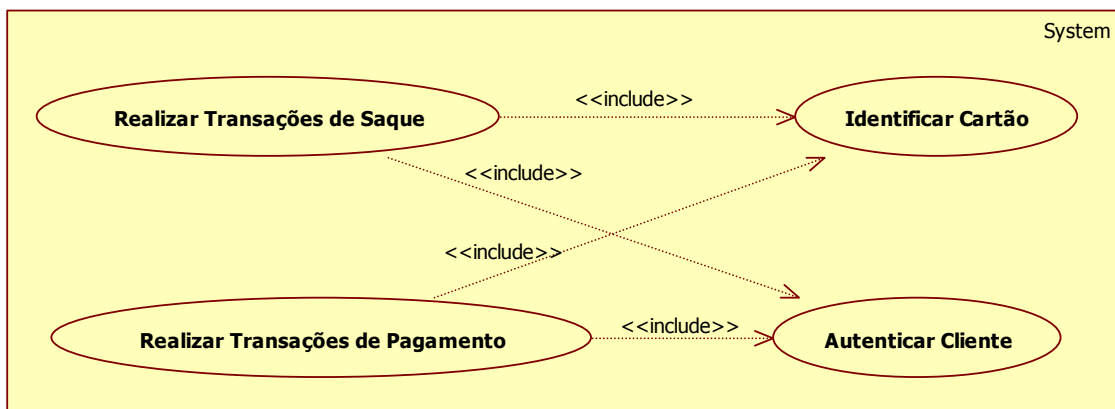 System
Realizar Transações de Saque
<<include>>
Identificar Cartão
<<include>>
<<include>>
Realizar Transações de Pagamento
<<include>>
Autenticar Cliente